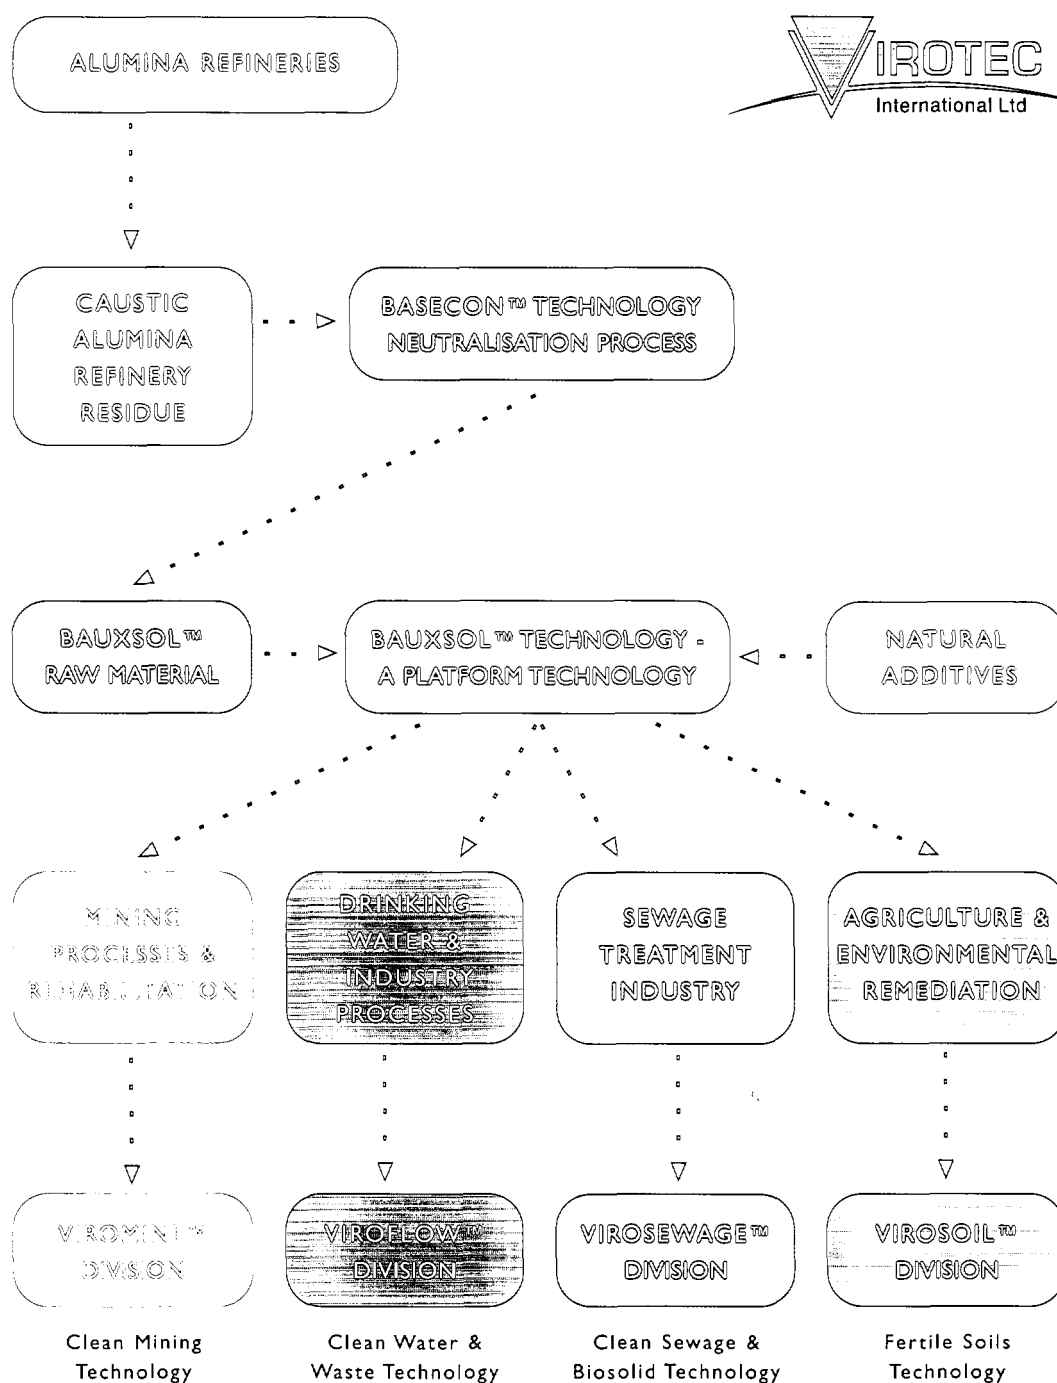 ALUMINA REFINERIES
VIROTEC
International Ltd
CAUSTIC
ALUMINA
REFINERY
RESIDUE
BASECON™ TECHNOLOGY
NEUTRALISATION PROCESS
BAUXSOL™
RAW MATERIAL
BAUXSOL™ TECHNOLOGY -
A PLATFORM TECHNOLOGY
NATURAL
ADDITIVES
MINING
PROCESSES &
REHABILITATION
DRINKING
WATER &
INDUSTRY
PROCESSES
SEWAGE
TREATMENT
INDUSTRY
AGRICULTURE &
ENVIRONMENTAL
REMEDIATION
VIROMINE™
DIVISION
VIROFLOW™
DIVISION
VIROSEWAGE™
DIVISION
VIROSOIL™
DIVISION
Clean Mining
Technology
Clean Water &
Waste Technology
Clean Sewage &
Biosolid Technology
Fertile Soils
Technology